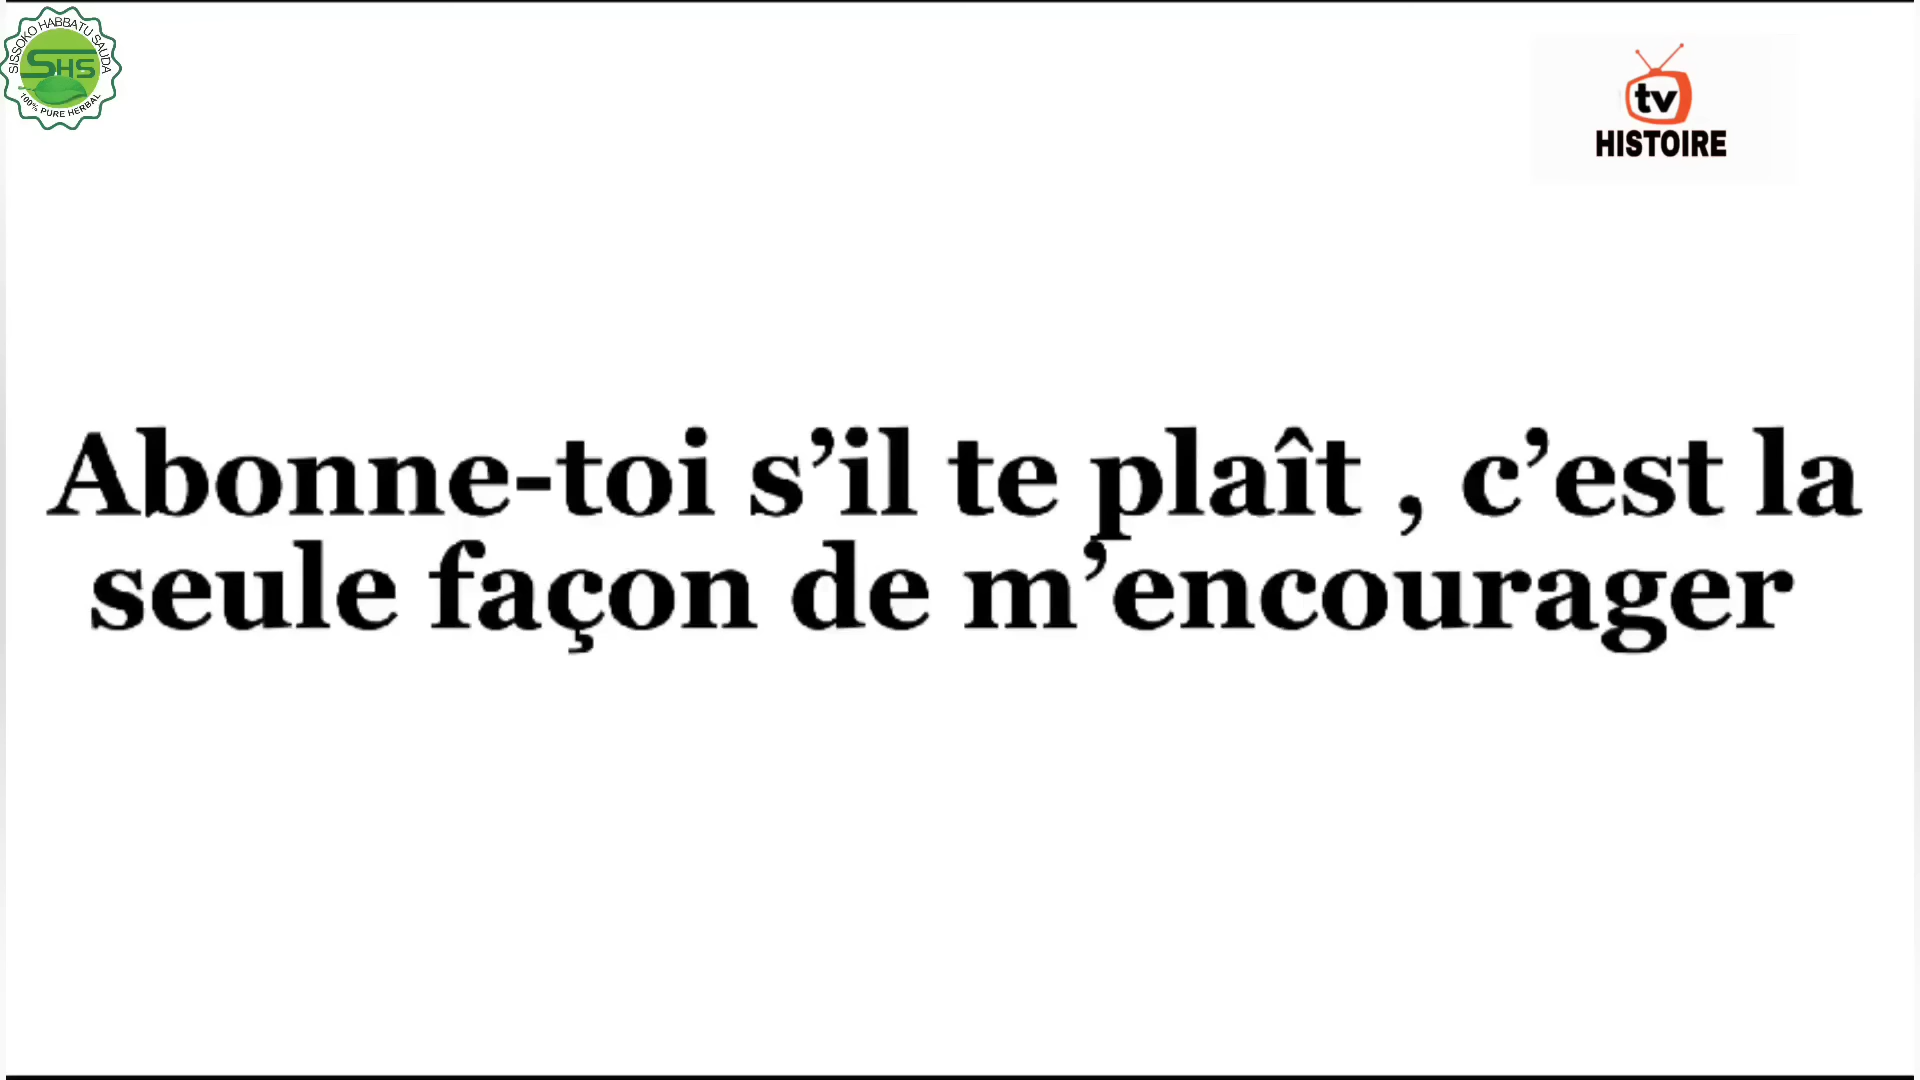 SISSOKO HABBATU SAUDA
SHS
100% PURE HERBAL
tv
HISTOIRE
Abonne-toi s’il te plaît , c’est la
seule façon de m’encourager